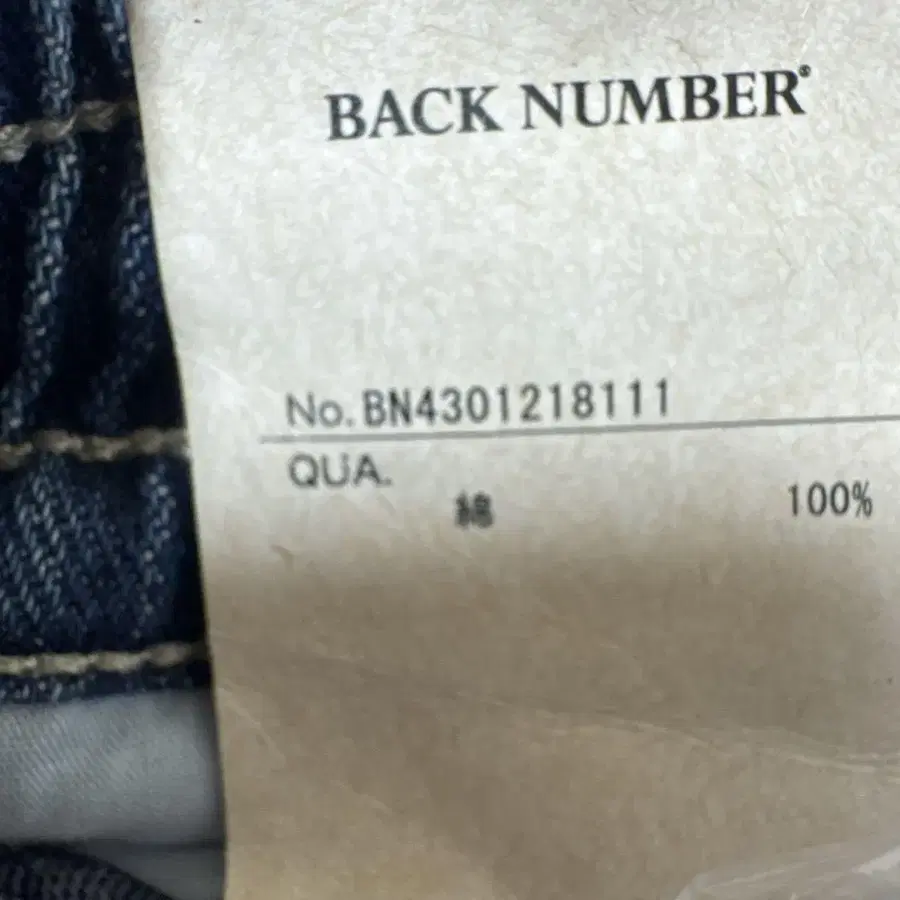 BACK NUMBER®
No.BN4301218111
QUA.
綿 100%